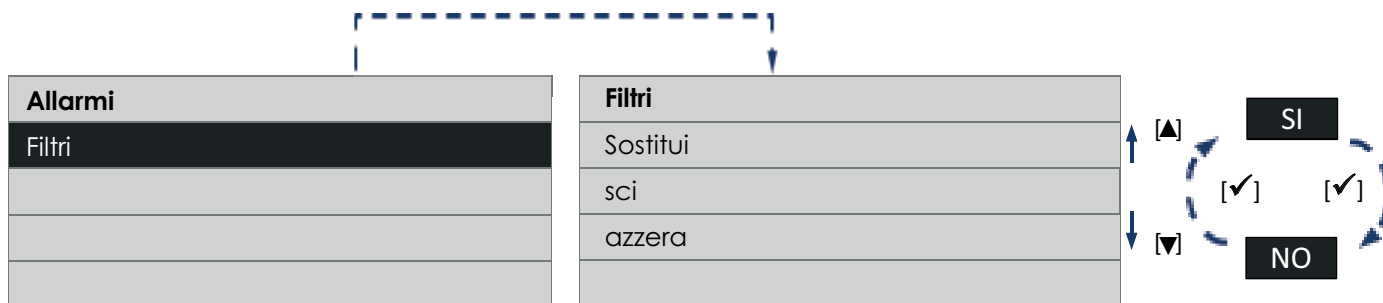 Allarmi
Filtri
Filtri
Sostitui
sci
azzera
[▲]
[▼]
SI
[✓] [✓]
NO